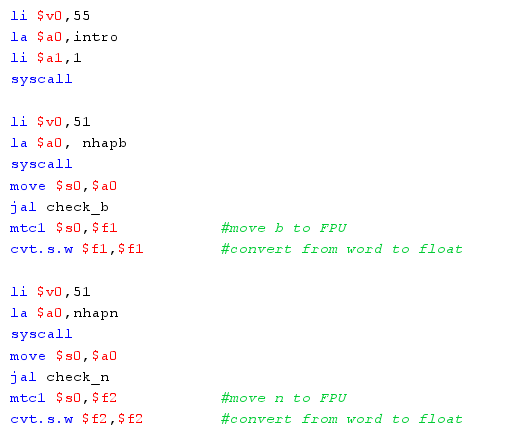 li $v0,55
la $a0,intro
li $a1,1
syscall
li $v0,51
la $a0, nhapb
syscall
move $s0,$a0
jal check_b
mtc1 $s0,$f1 #move b to FPU
cvt.s.w $f1,$f1 #convert from word to float
li $v0,51
la $a0,nhapn
syscall
move $s0,$a0
jal check_n
mtc1 $s0,$f2 #move n to FPU
cvt.s.w $f2,$f2 #convert from word to float